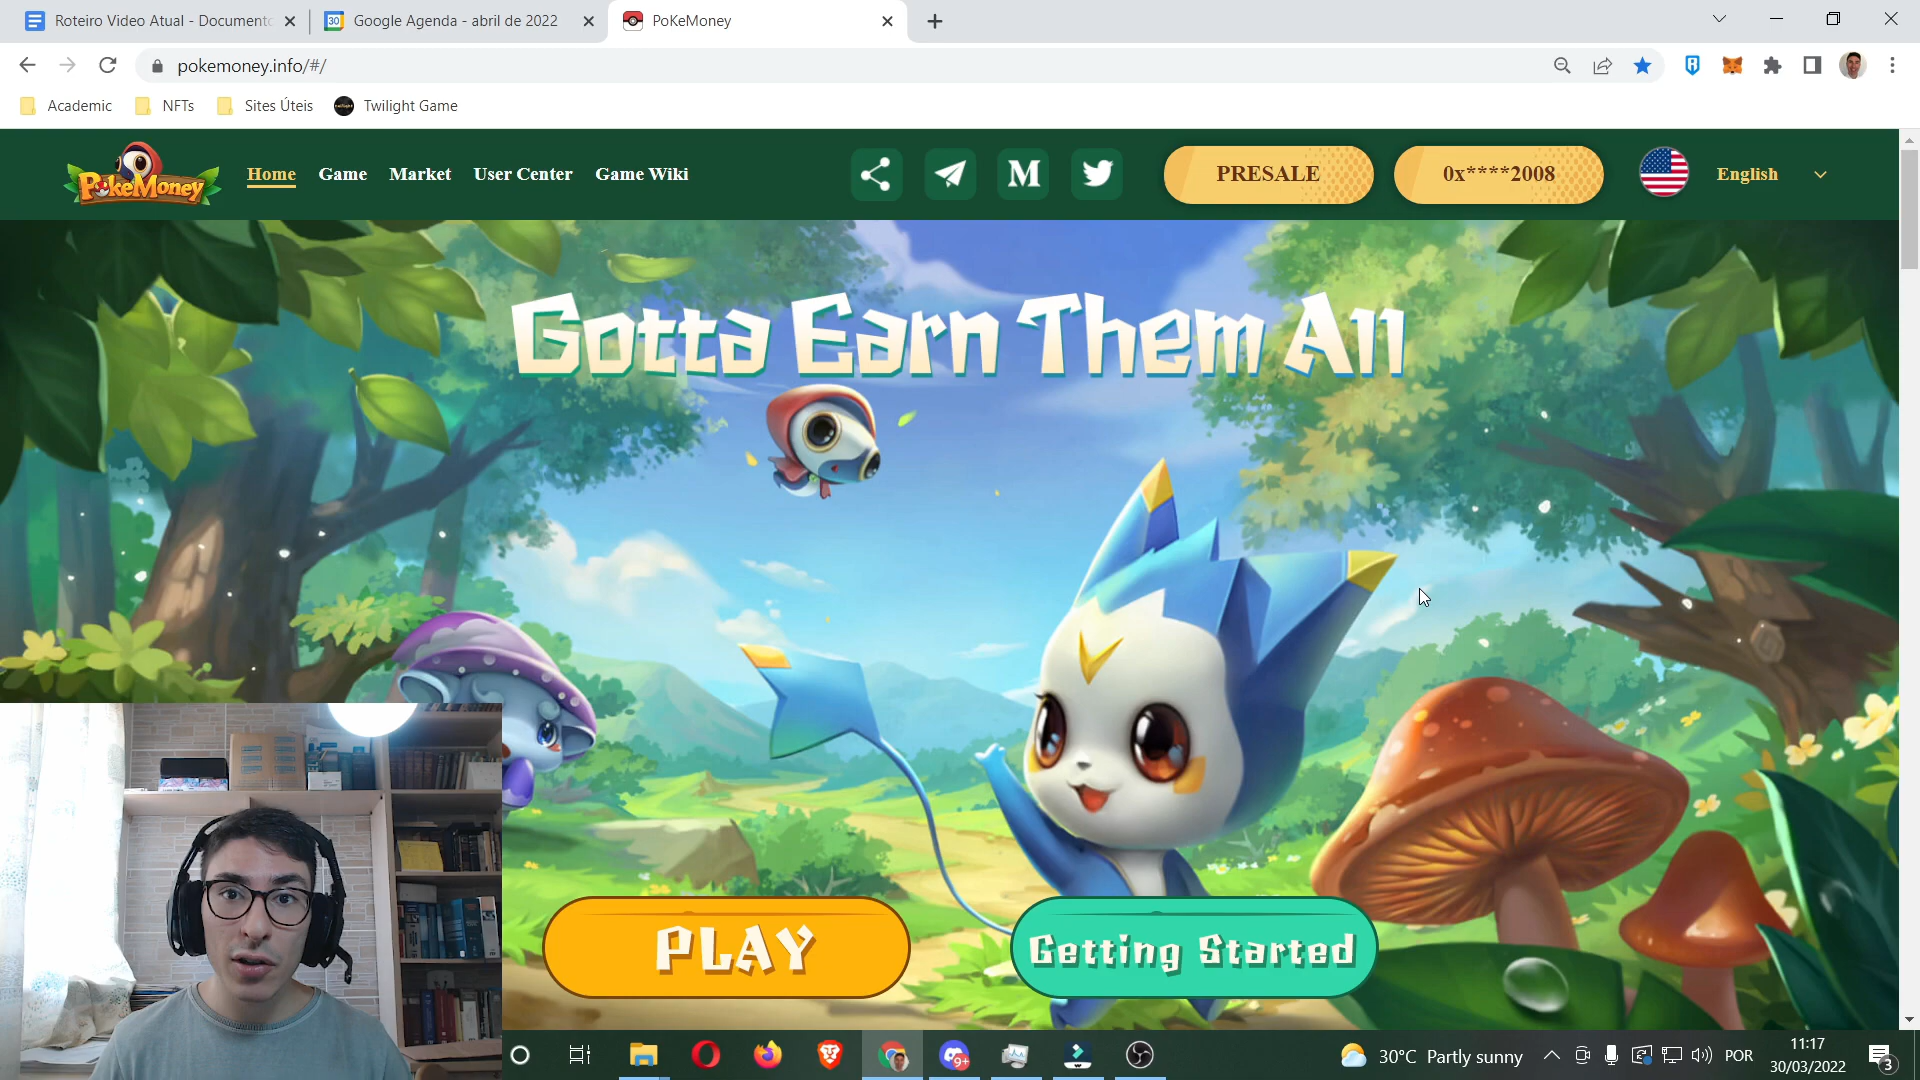 Roteiro Video Atual - Documento
Google Agenda - abril de 2022
PoKeMoney
pokemoney.info/#/
Academic
NFTs
Sites Úteis
Twilight Game
PokeMoney
Home
Game
Market
User Center
Game Wiki
PRESALE
0x****2008
English
Gotta Earn Them All
PLAY
Getting Started
30°C Partly sunny
POR
11:17
30/03/2022
3